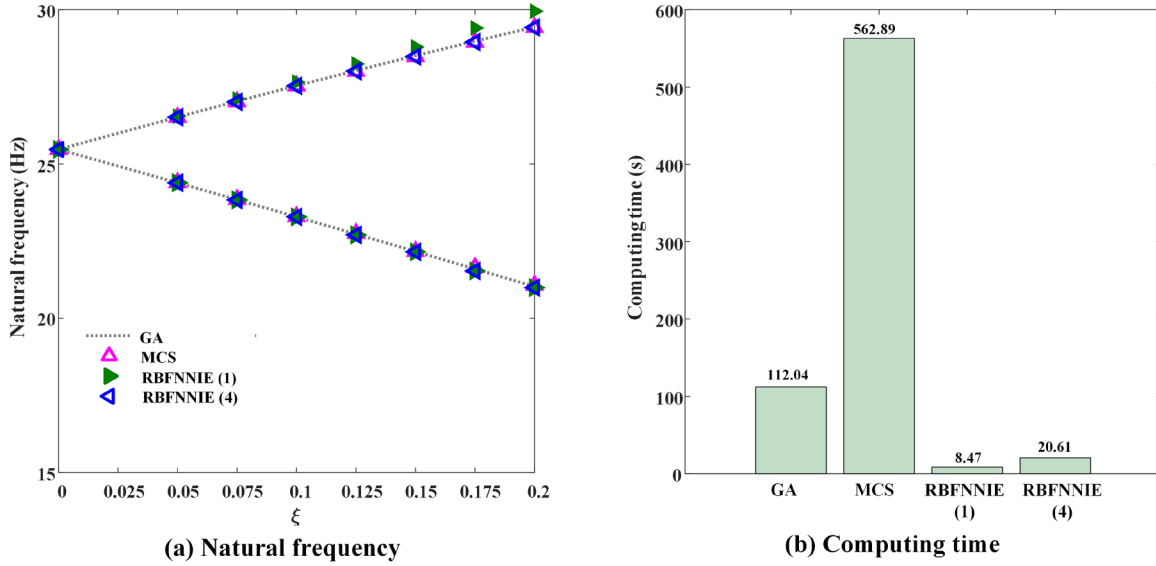 30
25
20
15
Natural frequency (Hz)
GA
MCS
RBFNNIE (1)
RBFNNIE (4)
0 0.025 0.05 0.075 0.1 0.125 0.15 0.175 0.2
ξ
(a) Natural frequency
600
500
400
300
200
100
0
Computing time (s)
112.04
562.89
8.47
20.61
GA MCS RBFNNIE RBFNNIE
(1) (4)
(b) Computing time